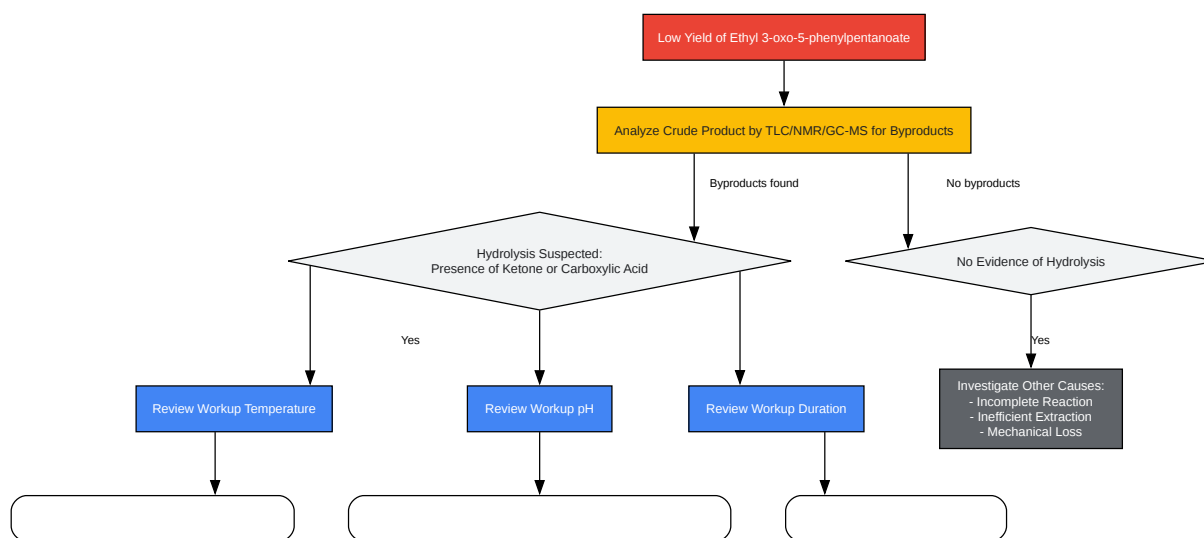 Low Yield of Ethyl 3-oxo-5-phenylpentanoate
Analyze Crude Product by TLC/NMR/GC-MS for Byproducts
Byproducts found
No byproducts
Hydrolysis Suspected:
Presence of Ketone or Carboxylic Acid
No Evidence of Hydrolysis
Yes
Yes
Review Workup Temperature
Review Workup pH
Review Workup Duration
Investigate Other Causes:
- Incomplete Reaction
- Inefficient Extraction
- Mechanical Loss